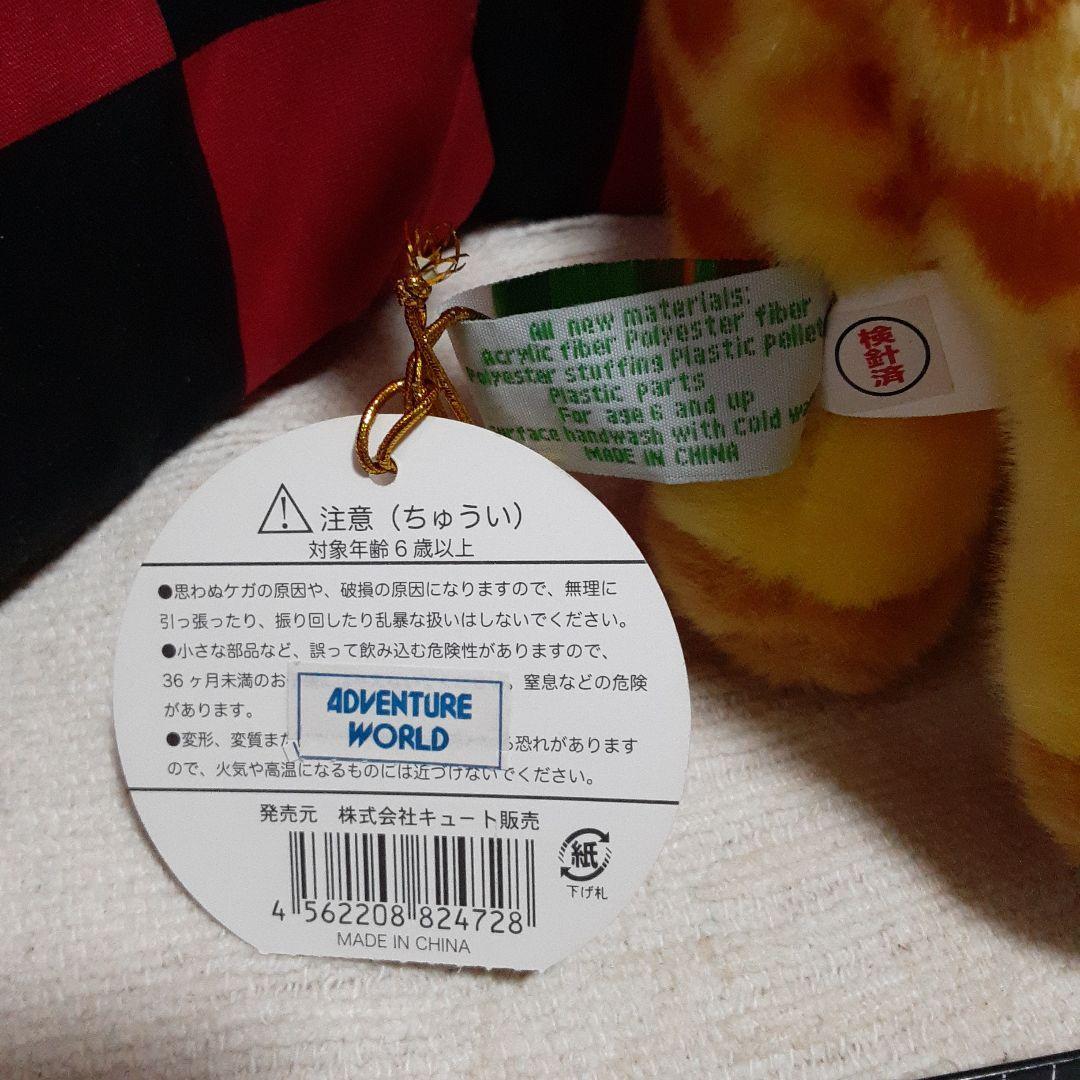 All new materials:
Acrylic fiber Polyester fiber
Polyester stuffing Plastic pellet
Plastic parts
For age 6 and up
Surface handwash with cold
MADE IN CHINA
検針済
注意（ちゅうい）
対象年齢6歳以上
●思わぬケガの原因や、破損の原因になりますので、無理に
引っ張ったり、振り回したり乱暴な扱いはしないでください。
●小さな部品など、誤って飲み込む危険性がありますので、
36ヶ月未満のお 。窒息などの危険
があります。
●変形、変質また 恐れがあります
ので、火気や高温になるものには近づけないでください。
ADVENTURE
WORLD
発売元 株式会社キュート販売
4 562208 824728
MADE IN CHINA
紙
下げ札